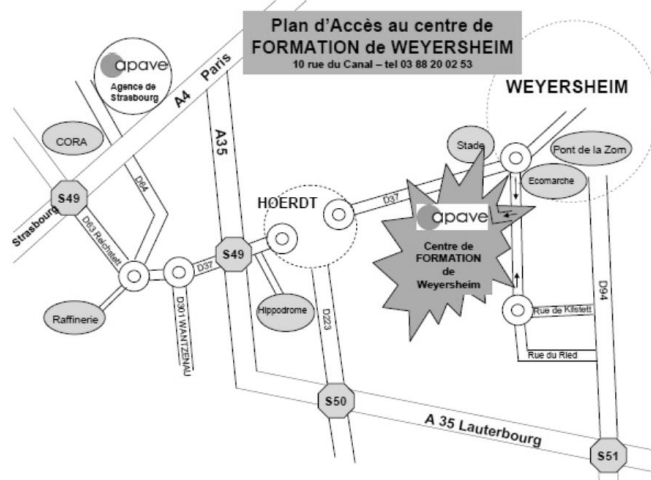 Plan d'Accès au centre de
FORMATION de WEYERSHEIM
10 rue du Canal – tel 03 88 20 02 53
apave
Agence de
Strasbourg
A4 Paris
A35
WEYERSHEIM
CORA
Stade
Pont de la Zorn
Ecomarche
D64
S49
Strasbourg
D63 Reichstett
HOERDT
D37
apave
Centre de
FORMATION
de
Weyersheim
S49
D37
Raffinerie
D301 WANTZENAU
Hippodrome
D223
D94
Rue de Kilstett
Rue du Ried
S50
A 35 Lauterbourg
S51